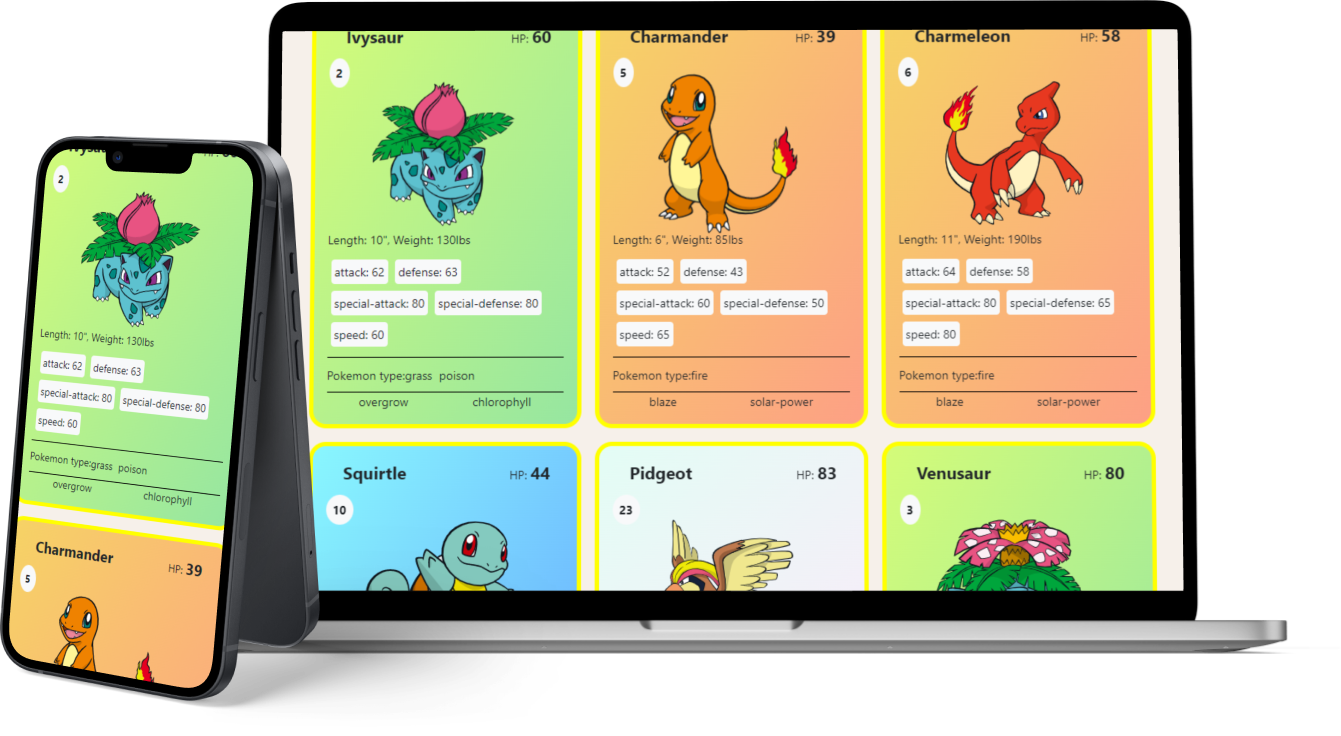 Ivysaur HP: 60
2
Length: 10", Weight: 130lbs
attack: 62 defense: 63
special-attack: 80 special-defense: 80
speed: 60
Pokemon type:grass poison
overgrow chlorophyll
Charmander HP: 39
5
Length: 6", Weight: 85lbs
attack: 52 defense: 43
special-attack: 60 special-defense: 50
speed: 65
Pokemon type:fire
blaze solar-power
Charmeleon HP: 58
6
Length: 11", Weight: 190lbs
attack: 64 defense: 58
special-attack: 80 special-defense: 65
speed: 80
Pokemon type:fire
blaze solar-power
Squirtle HP: 44
10
Pidgeot HP: 83
23
Venusaur HP: 80
3
2
Length: 10", Weight: 130lbs
attack: 62 defense: 63
special-attack: 80 special-defense: 80
speed: 60
Pokemon type:grass poison
overgrow chlorophyll
Charmander HP: 39
5